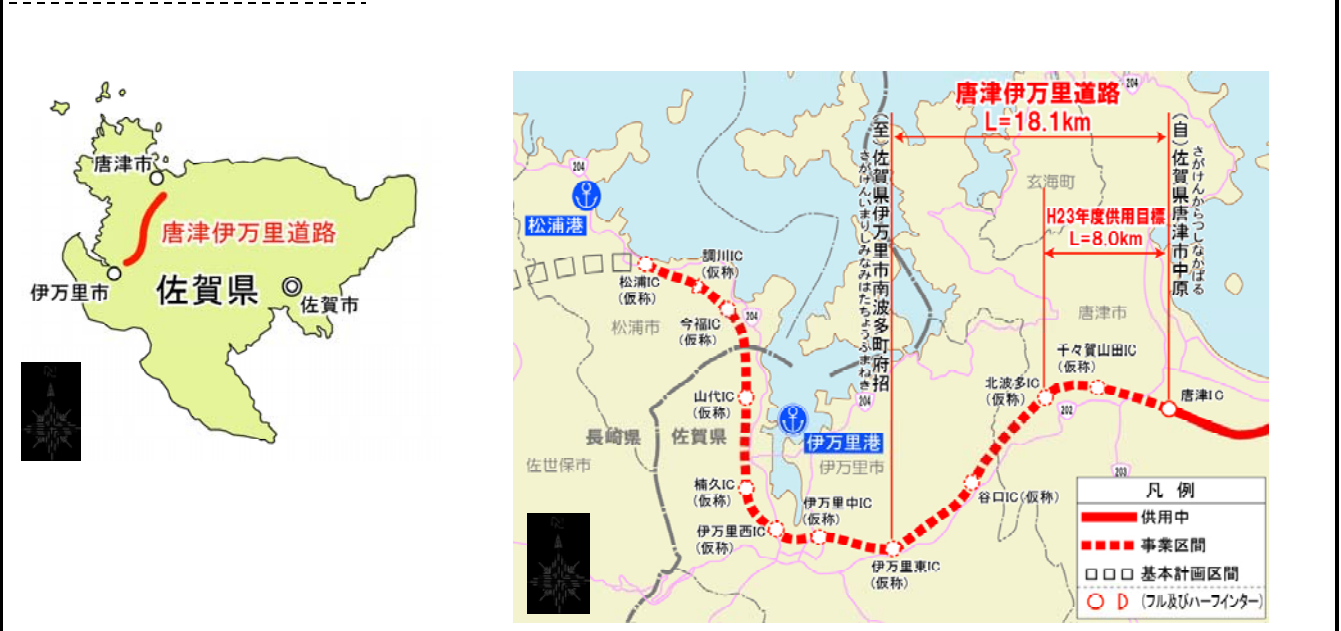 唐津市
唐津伊万里道路
佐賀県
伊万里市
佐賀市
N
唐津伊万里道路
L=18.1km
204
(自)佐賀県唐津市中原
さがけんからつしなかばる
(至)佐賀県伊万里市南波多町府招
さがけんいまりしみなみはたちょうふまねき
玄海町
H23年度供用目標
L=8.0km
204
松浦港
調川IC
(仮称)
松浦IC
(仮称)
松浦市
今福IC
(仮称)
204
唐津市
千々賀山田IC
(仮称)
北波多IC
(仮称)
202
唐津IC
山代IC
(仮称)
204
長崎県
佐賀県
伊万里港
佐世保市
伊万里市
203
楠久IC
(仮称)
谷口IC(仮称)
伊万里中IC
(仮称)
伊万里西IC
(仮称)
伊万里東IC
(仮称)
N
凡 例
供用中
事業区間
基本計画区間
(フル及びハーフインター)